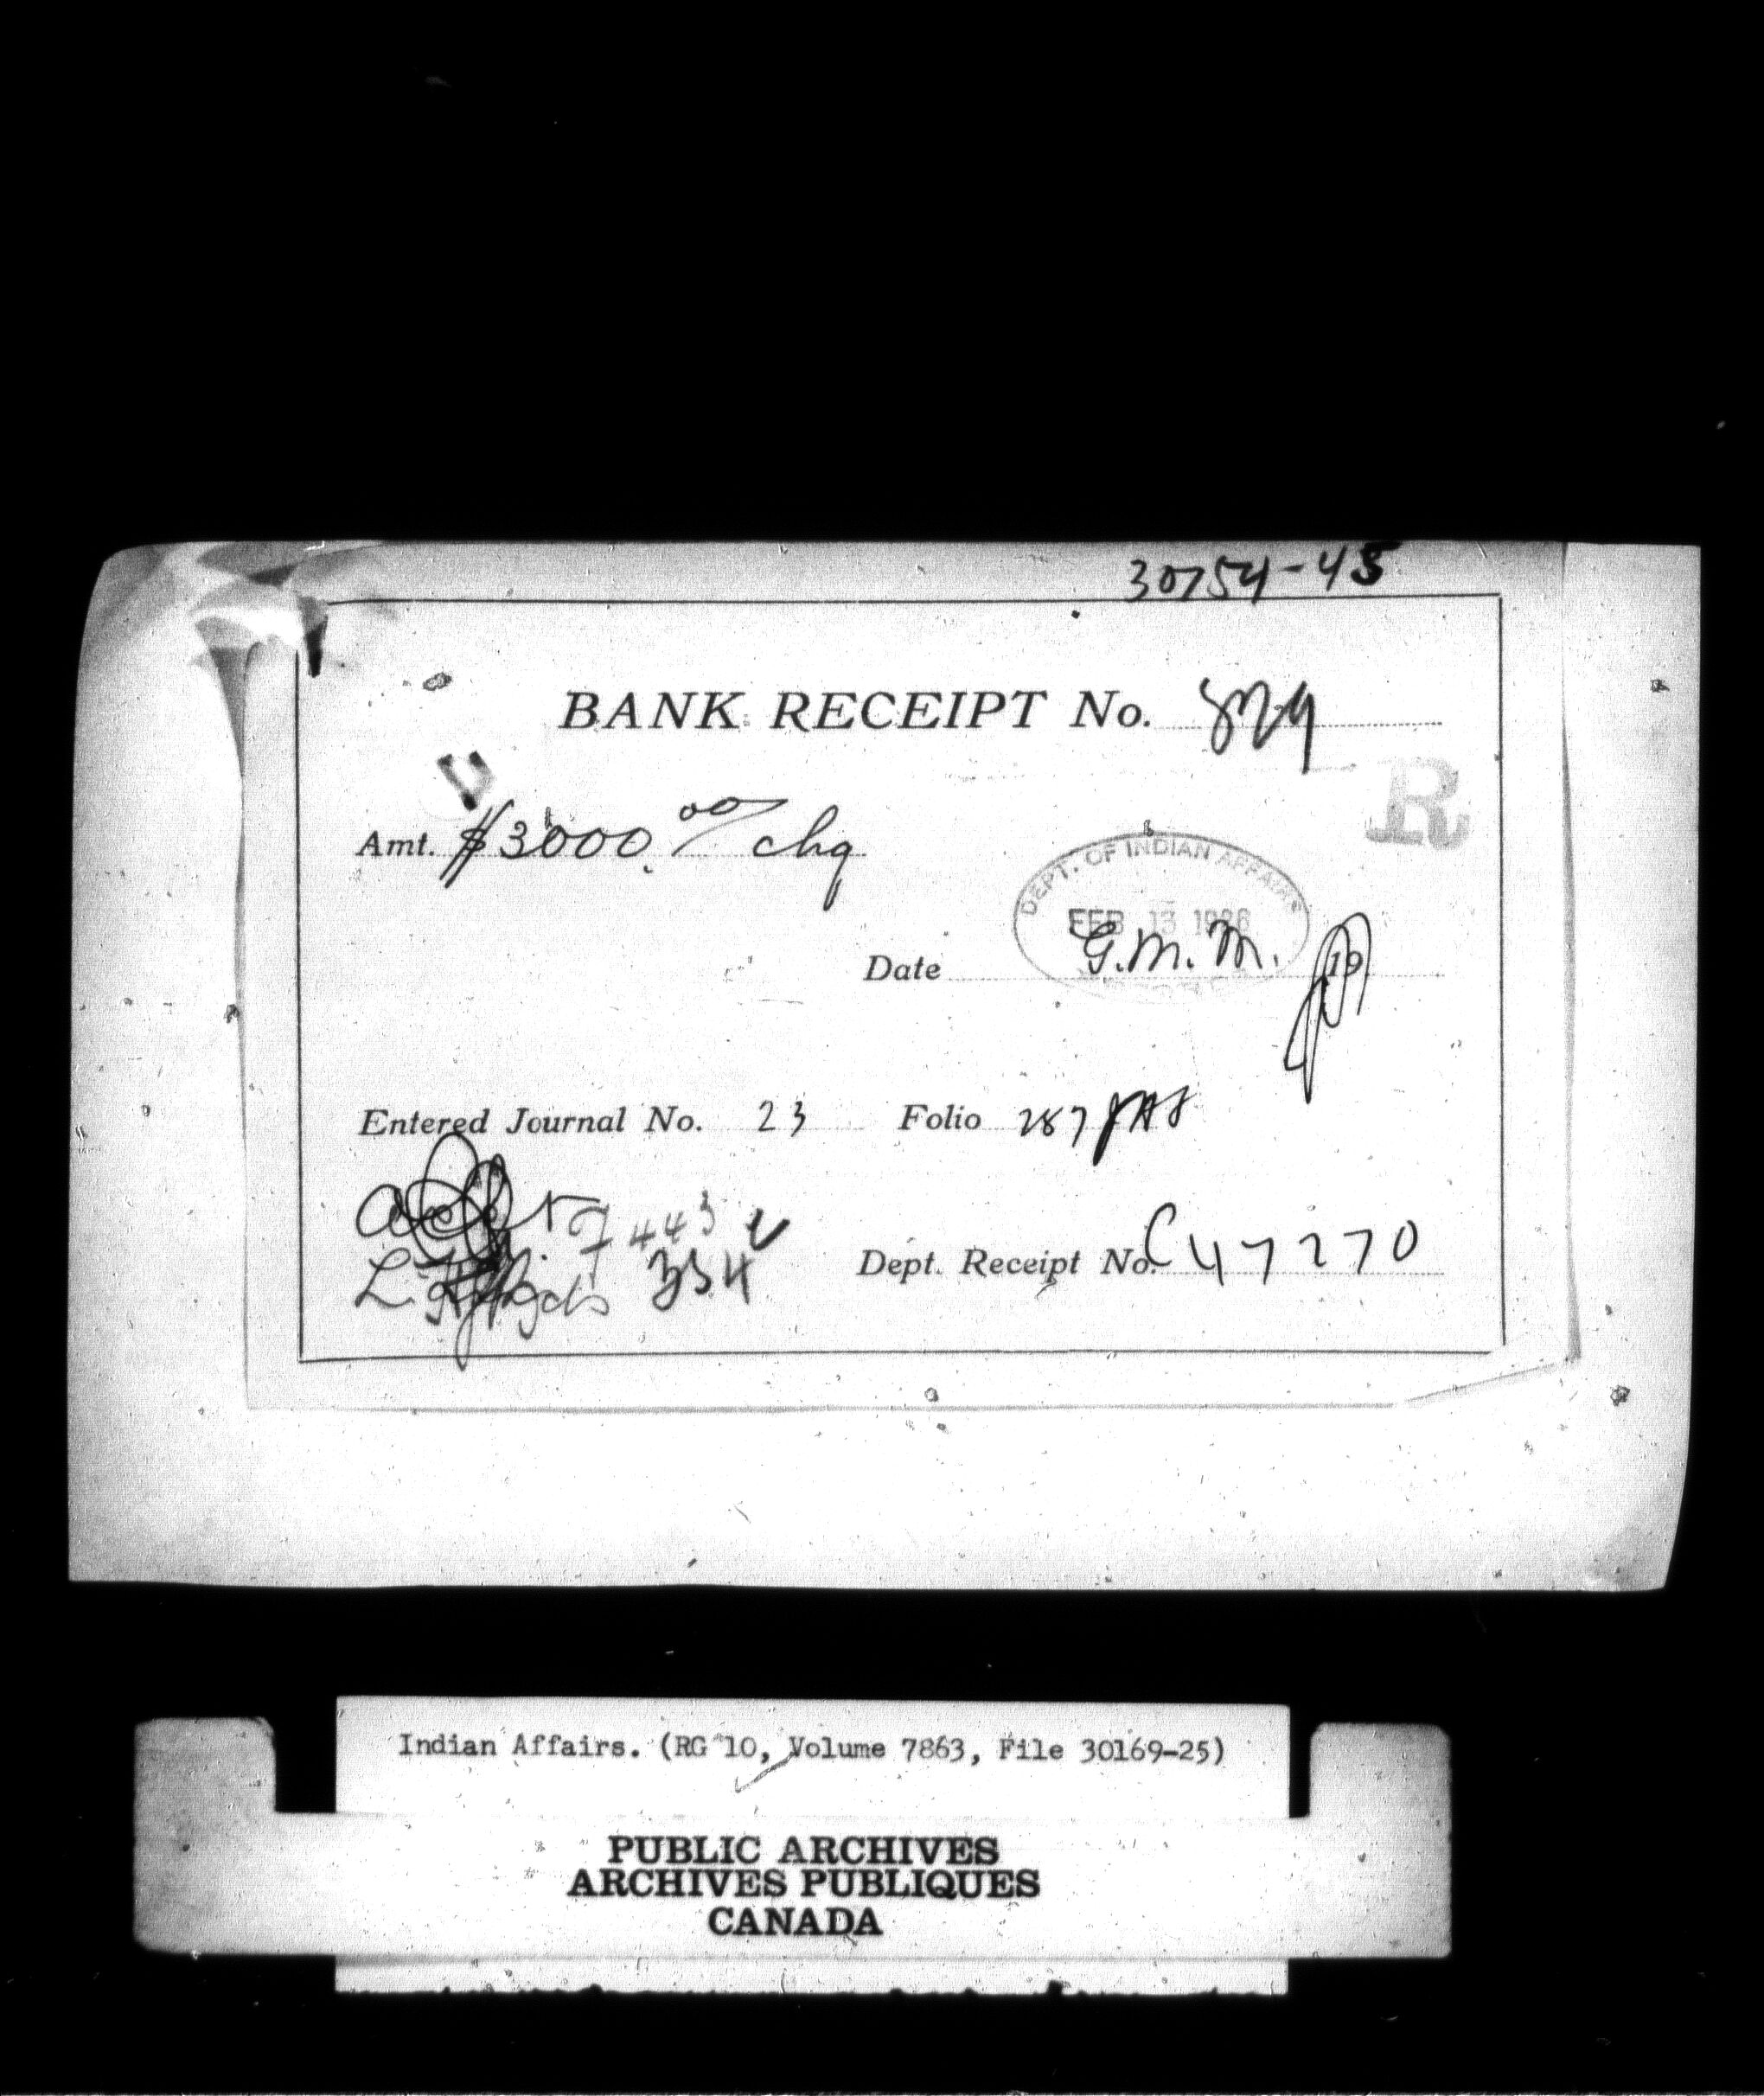 30754-45
BANK RECEIPT No. 829
R
Amt. $3000.00 chq
DEPT. OF INDIAN AFFAIRS
FEB 13 1926
Date G.M.M. 19
Entered Journal No. 23 Folio 287
7443
Dept. Receipt No. C47270
L 354
Indian Affairs. (RG 10, Volume 7863, File 30169-25)
PUBLIC ARCHIVES
ARCHIVES PUBLIQUES
CANADA